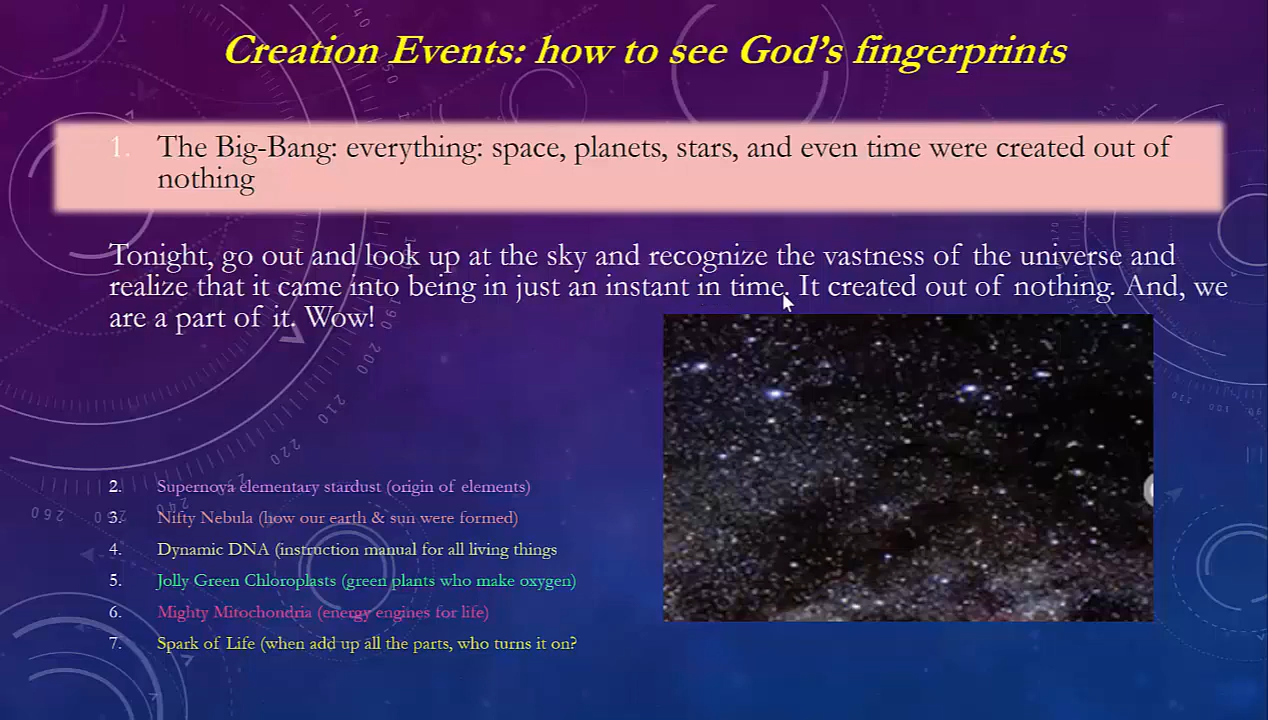 Creation Events: how to see God's fingerprints
1. The Big-Bang: everything: space, planets, stars, and even time were created out of
nothing
Tonight, go out and look up at the sky and recognize the vastness of the universe and
realize that it came into being in just an instant in time. It created out of nothing. And, we
are a part of it. Wow!
2. Supernova elementary stardust (origin of elements)
3. Nifty Nebula (how our earth & sun were formed)
4. Dynamic DNA (instruction manual for all living things
5. Jolly Green Chloroplasts (green plants who make oxygen)
6. Mighty Mitochondria (energy engines for life)
7. Spark of Life (when add up all the parts, who turns it on?
150
190
200
210
220
260